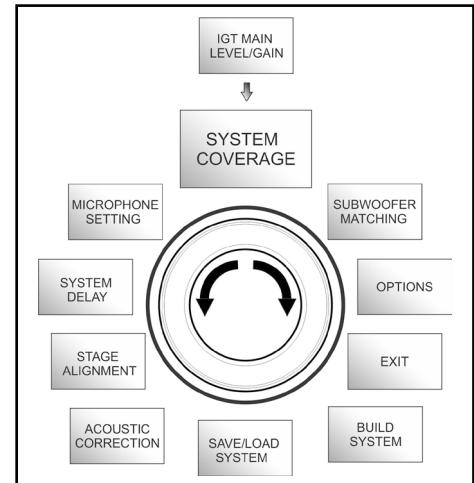 IGT MAIN
LEVEL/GAIN
SYSTEM
COVERAGE
MICROPHONE
SETTING
SUBWOOFER
MATCHING
SYSTEM
DELAY
OPTIONS
STAGE
ALIGNMENT
EXIT
ACOUSTIC
CORRECTION
SAVE/LOAD
SYSTEM
BUILD
SYSTEM